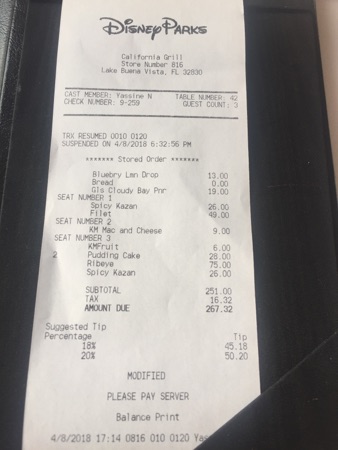 Disney Parks
California Grill
Store Number 816
Lake Buena Vista, FL 32830
CAST MEMBER: Yassine N TABLE NUMBER: 42
CHECK NUMBER: 9-259 GUEST COUNT: 3
TRX RESUMED 0010 0120
SUSPENDED ON 4/8/2018 6:32:56 PM
******* Stored Order *******
Bluebry Lmn Drop 13.00
Bread 0.00
Gls Cloudy Bay Pnr 19.00
SEAT NUMBER 1
Spicy Kazan 26.00
Filet 49.00
SEAT NUMBER 2
KM Mac and Cheese 9.00
SEAT NUMBER 3
KMFruit 6.00
2 Pudding Cake 28.00
Ribeye 75.00
Spicy Kazan 26.00
SUBTOTAL 251.00
TAX 16.32
AMOUNT DUE 267.32
Suggested Tip
Percentage Tip
18% 45.18
20% 50.20
MODIFIED
PLEASE PAY SERVER
Balance Print
4/8/2018 17:14 0816 010 0120 Yas